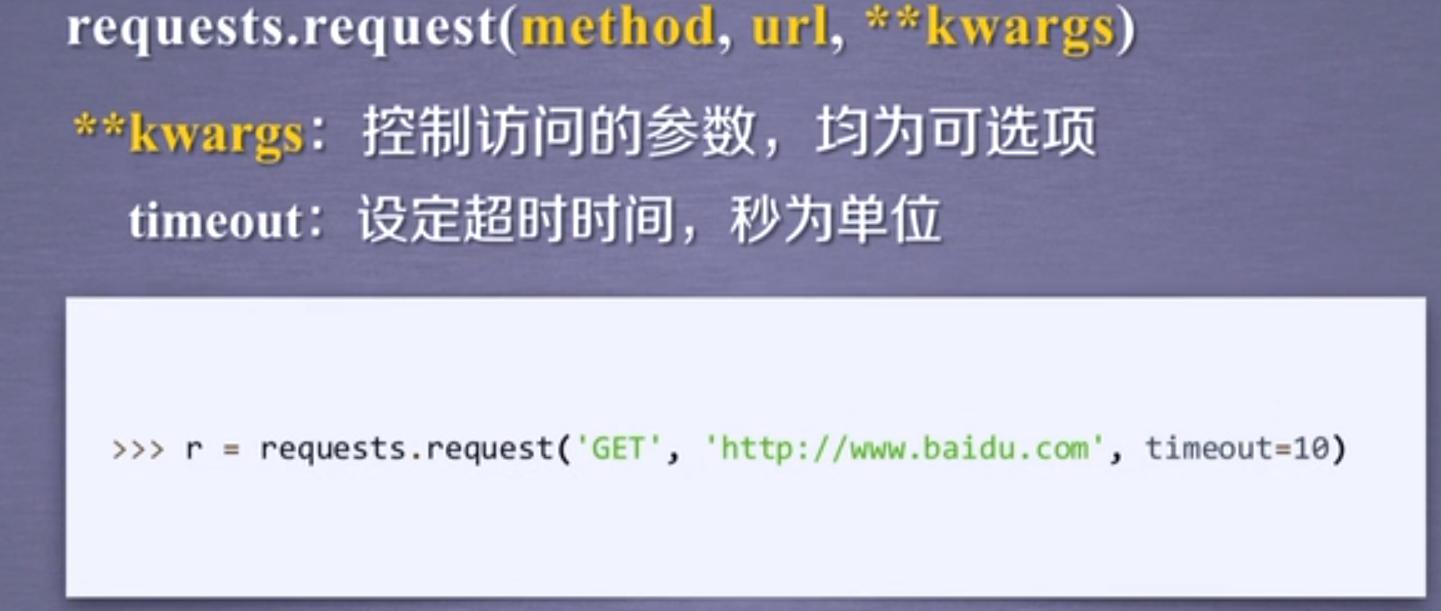 requests.request(method, url, **kwargs)
**kwargs：控制访问的参数，均为可选项
timeout：设定超时时间，秒为单位
>>> r = requests.request('GET', 'http://www.baidu.com', timeout=10)